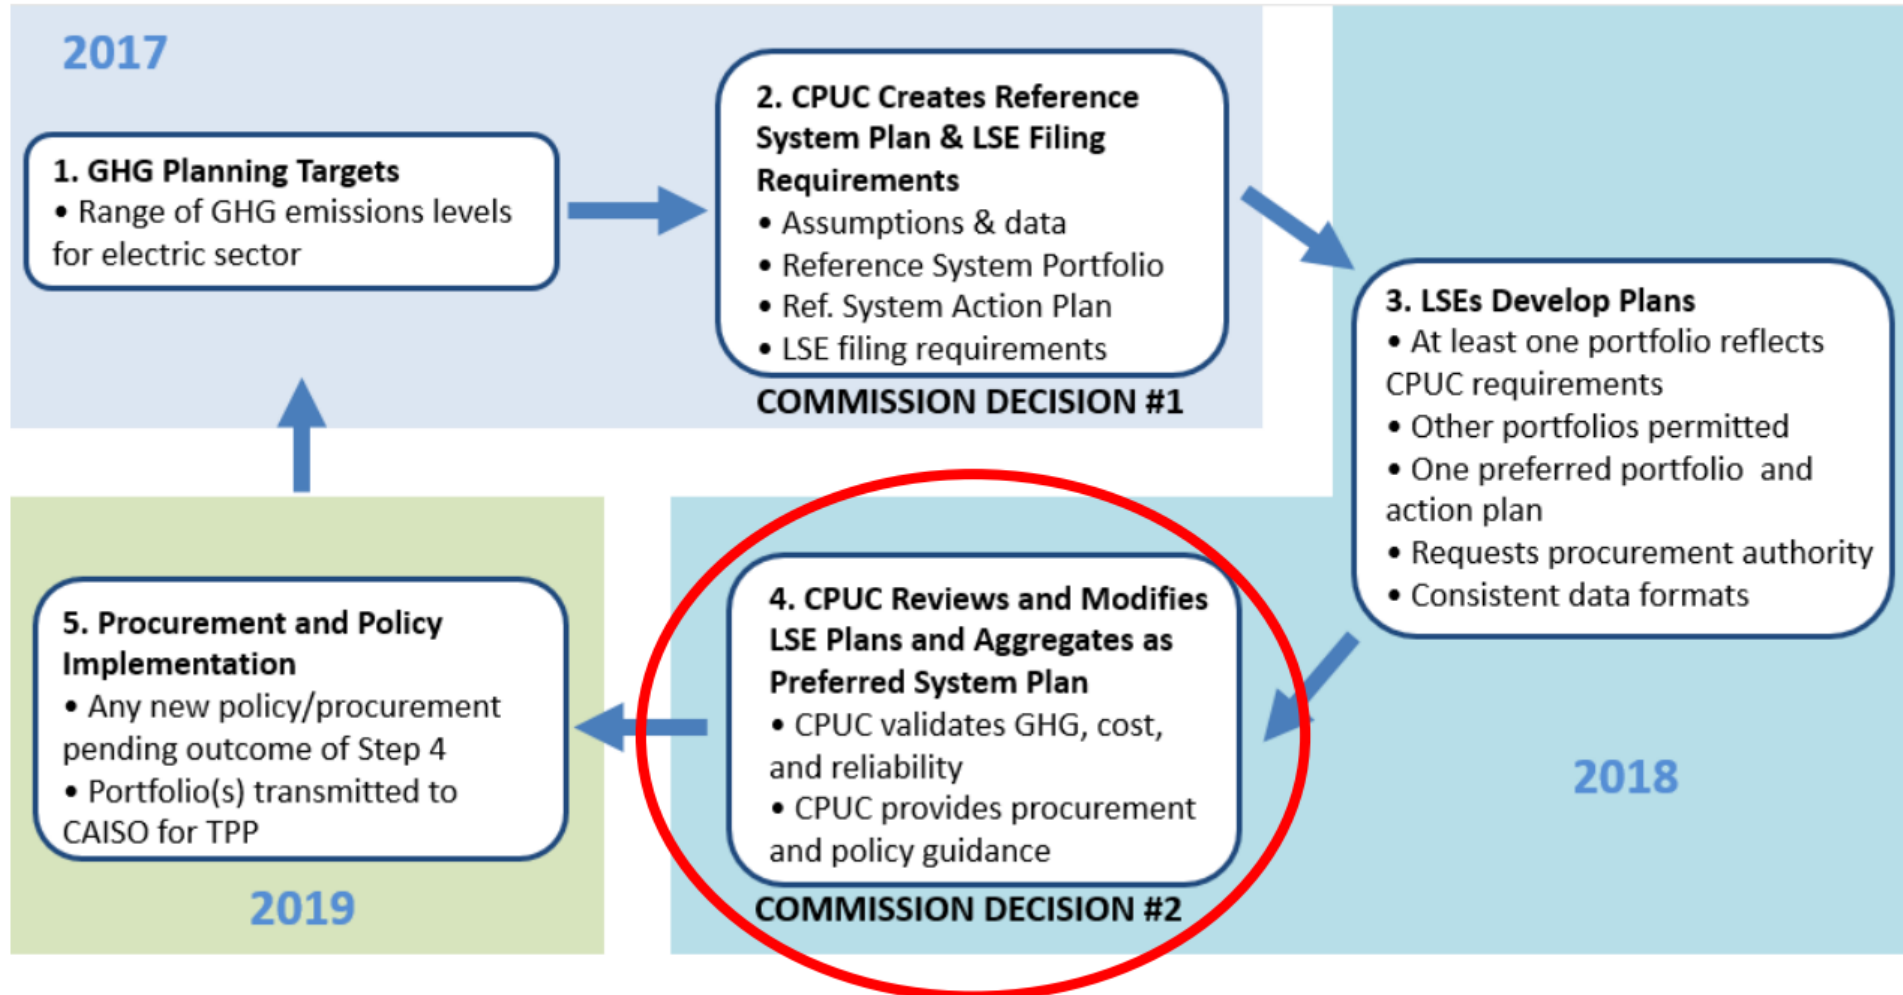 2017
1. GHG Planning Targets
• Range of GHG emissions levels
for electric sector
2. CPUC Creates Reference
System Plan & LSE Filing
Requirements
• Assumptions & data
• Reference System Portfolio
• Ref. System Action Plan
• LSE filing requirements
COMMISSION DECISION #1
3. LSEs Develop Plans
• At least one portfolio reflects
CPUC requirements
• Other portfolios permitted
• One preferred portfolio and
action plan
• Requests procurement authority
• Consistent data formats
2018
4. CPUC Reviews and Modifies
LSE Plans and Aggregates as
Preferred System Plan
• CPUC validates GHG, cost,
and reliability
• CPUC provides procurement
and policy guidance
COMMISSION DECISION #2
5. Procurement and Policy
Implementation
• Any new policy/procurement
pending outcome of Step 4
• Portfolio(s) transmitted to
CAISO for TPP
2019